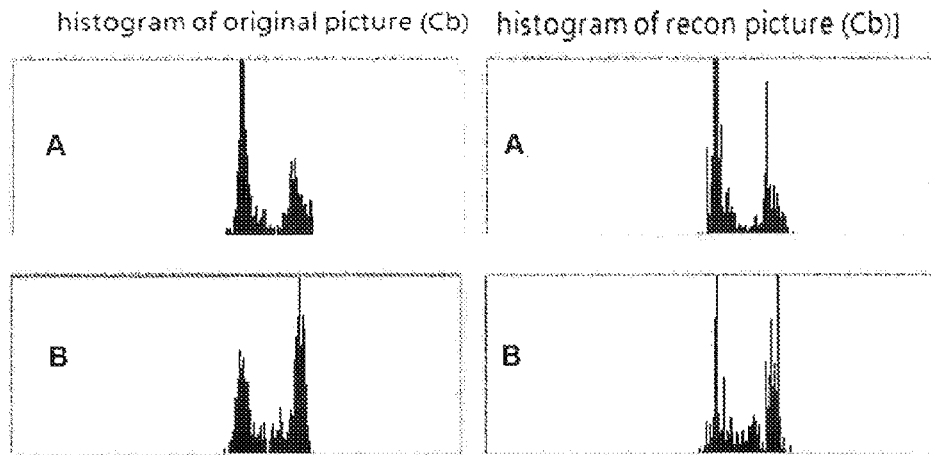 histogram of original picture (Cb) histogram of recon picture (Cb)]
A A
B B